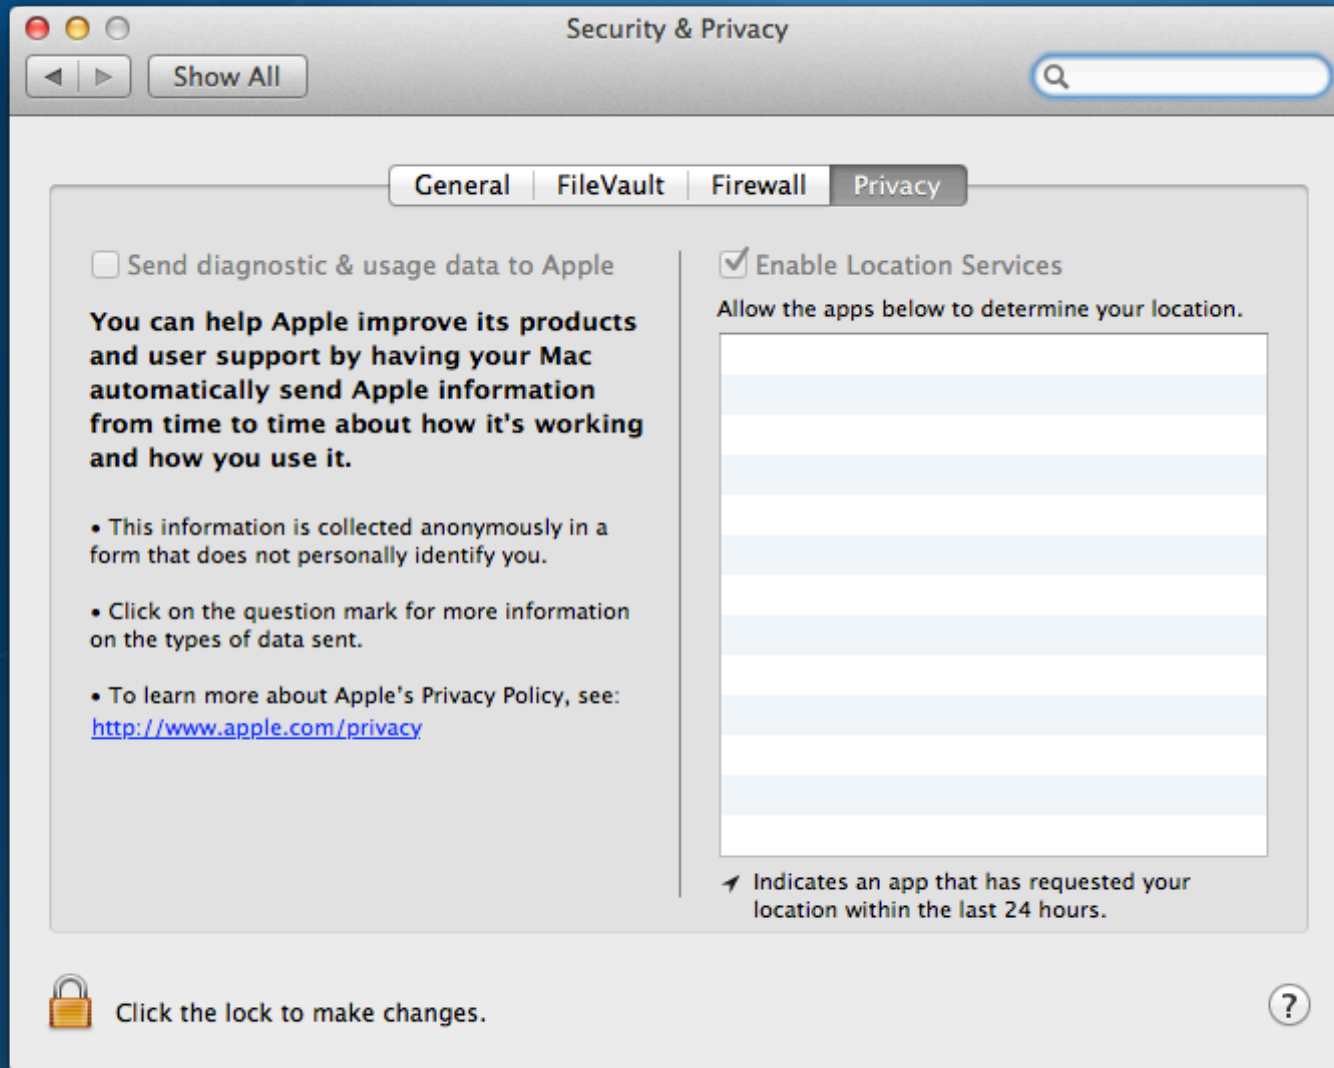 Security & Privacy
Show All
General FileVault Firewall Privacy
Send diagnostic & usage data to Apple
You can help Apple improve its products
and user support by having your Mac
automatically send Apple information
from time to time about how it's working
and how you use it.
• This information is collected anonymously in a
form that does not personally identify you.
• Click on the question mark for more information
on the types of data sent.
• To learn more about Apple's Privacy Policy, see:
http://www.apple.com/privacy
Enable Location Services
Allow the apps below to determine your location.
Indicates an app that has requested your
location within the last 24 hours.
Click the lock to make changes.
?